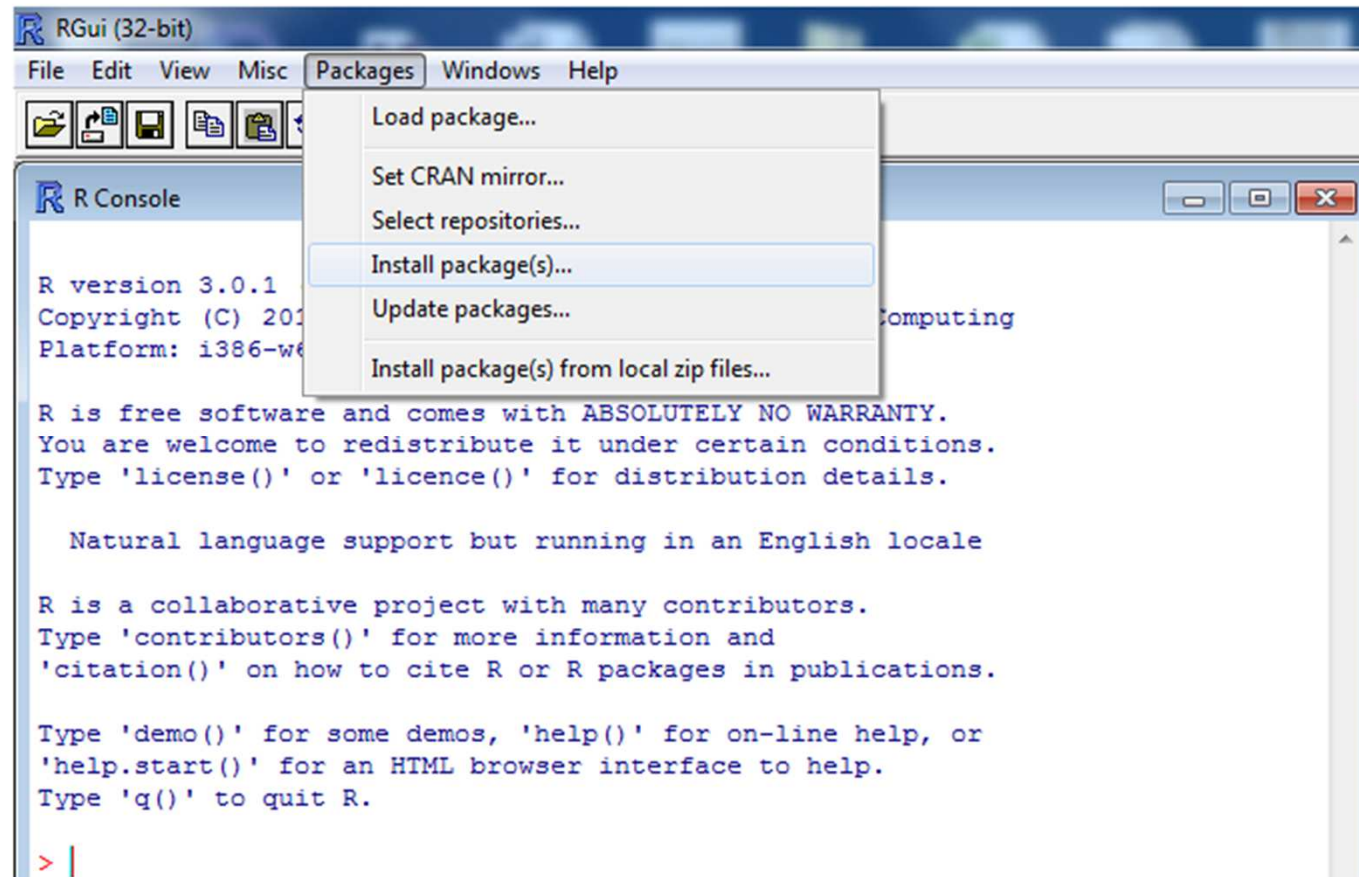 RGui (32-bit)
File Edit View Misc Packages Windows Help
Load package...
Set CRAN mirror...
Select repositories...
Install package(s)...
Update packages...
Install package(s) from local zip files...
R Console
R version 3.0.1
Copyright (C) 201
Computing
Platform: i386-w
R is free software and comes with ABSOLUTELY NO WARRANTY.
You are welcome to redistribute it under certain conditions.
Type 'license()' or 'licence()' for distribution details.
Natural language support but running in an English locale
R is a collaborative project with many contributors.
Type 'contributors()' for more information and
'citation()' on how to cite R or R packages in publications.
Type 'demo()' for some demos, 'help()' for on-line help, or
'help.start()' for an HTML browser interface to help.
Type 'q()' to quit R.
>